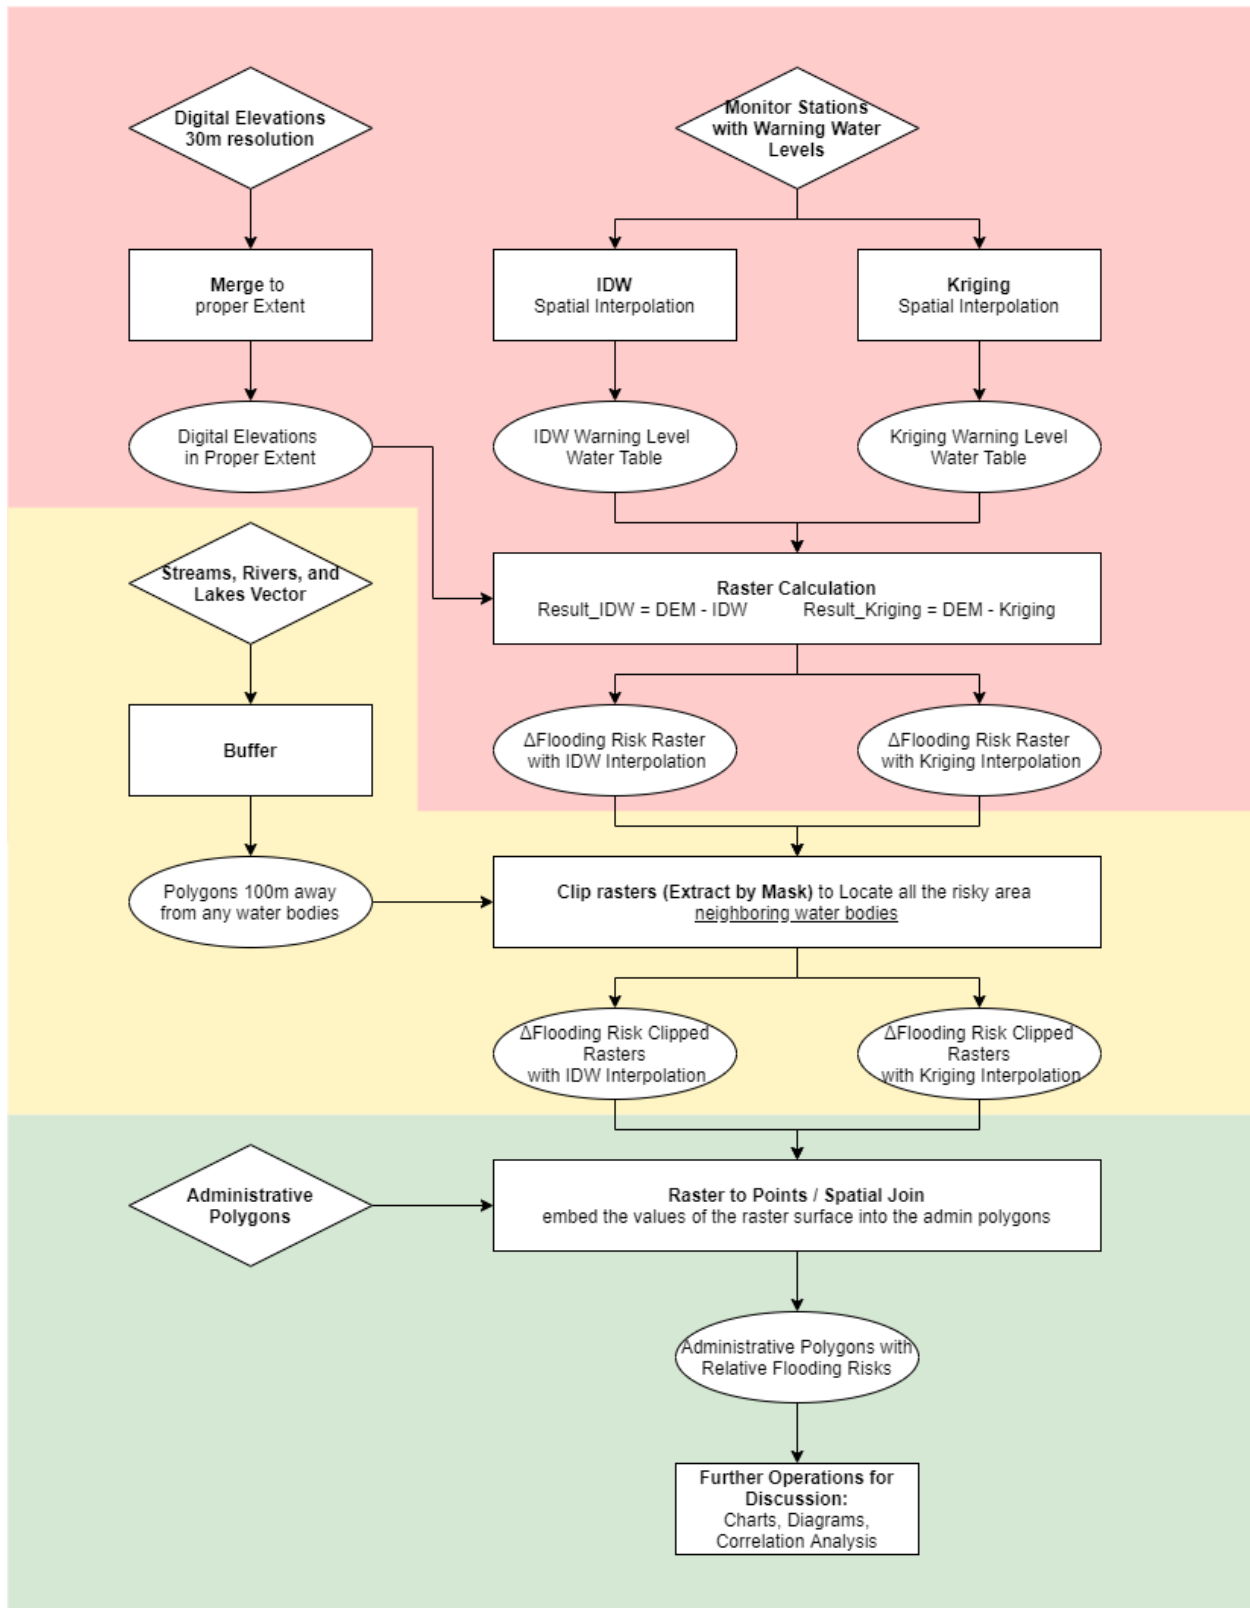 Digital Elevations
30m resolution
Monitor Stations
with Warning Water
Levels
Merge to
proper Extent
IDW
Spatial Interpolation
Kriging
Spatial Interpolation
Digital Elevations
in Proper Extent
IDW Warning Level
Water Table
Kriging Warning Level
Water Table
Streams, Rivers, and
Lakes Vector
Raster Calculation
Result_IDW = DEM - IDW Result_Kriging = DEM - Kriging
Buffer
ΔFlooding Risk Raster
with IDW Interpolation
ΔFlooding Risk Raster
with Kriging Interpolation
Polygons 100m away
from any water bodies
Clip rasters (Extract by Mask) to Locate all the risky area
neighboring water bodies
ΔFlooding Risk Clipped
Rasters
with IDW Interpolation
ΔFlooding Risk Clipped
Rasters
with Kriging Interpolation
Administrative
Polygons
Raster to Points / Spatial Join
embed the values of the raster surface into the admin polygons
Administrative Polygons with
Relative Flooding Risks
Further Operations for
Discussion:
Charts, Diagrams,
Correlation Analysis